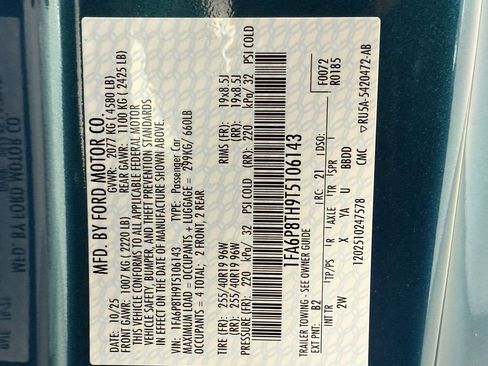 MFD. BY FORD MOTOR CO.
DATE: 10/25 GVWR: 2077 KG ( 4580 LB)
FRONT GAWR: 1007 KG ( 2220 LB) REAR GAWR: 1100 KG ( 2425 LB)
THIS VEHICLE CONFORMS TO ALL APPLICABLE FEDERAL MOTOR
VEHICLE SAFETY, BUMPER, AND THEFT PREVENTION STANDARDS
IN EFFECT ON THE DATE OF MANUFACTURE SHOWN ABOVE.
VIN: 1FA6P8TH9T5106143 TYPE: Passenger Car
MAXIMUM LOAD = OCCUPANTS + LUGGAGE = 299KG/ 660LB
OCCUPANTS = 4 TOTAL; 2 FRONT, 2 REAR
TIRE (FR): 255/40R19 96W (FR): 19x8.5J
TIRE (RR): 255/40R19 96W (RR): 19x8.5J
PRESSURE (FR): 220 kPa/ 32 PSI COLD (RR): 220 kPa/ 32 PSI COLD
1FA6P8TH9T5106143
F0072
R0185
TRAILER TOWING - SEE OWNER GUIDE
EXT PNT: B2 RC: 21 DSO:
INT TR TP/PS R AXLE TR SPR
2W X YA U BBDD
1202510247578 CMC
▽RU5A-5420472-AB